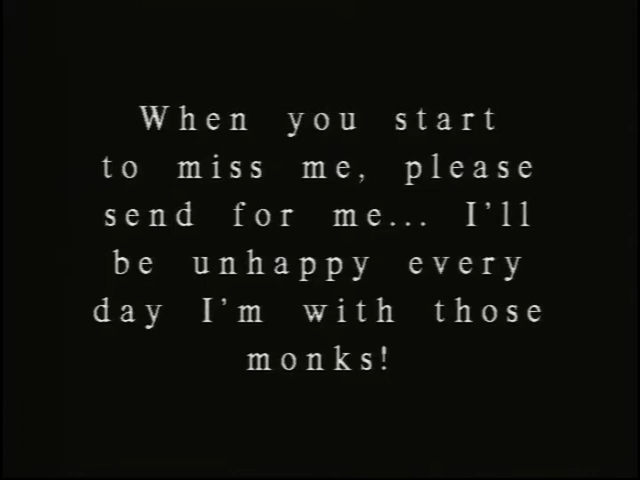 When you start
to miss me, please
send for me... I'll
be unhappy every
day I'm with those
monks!